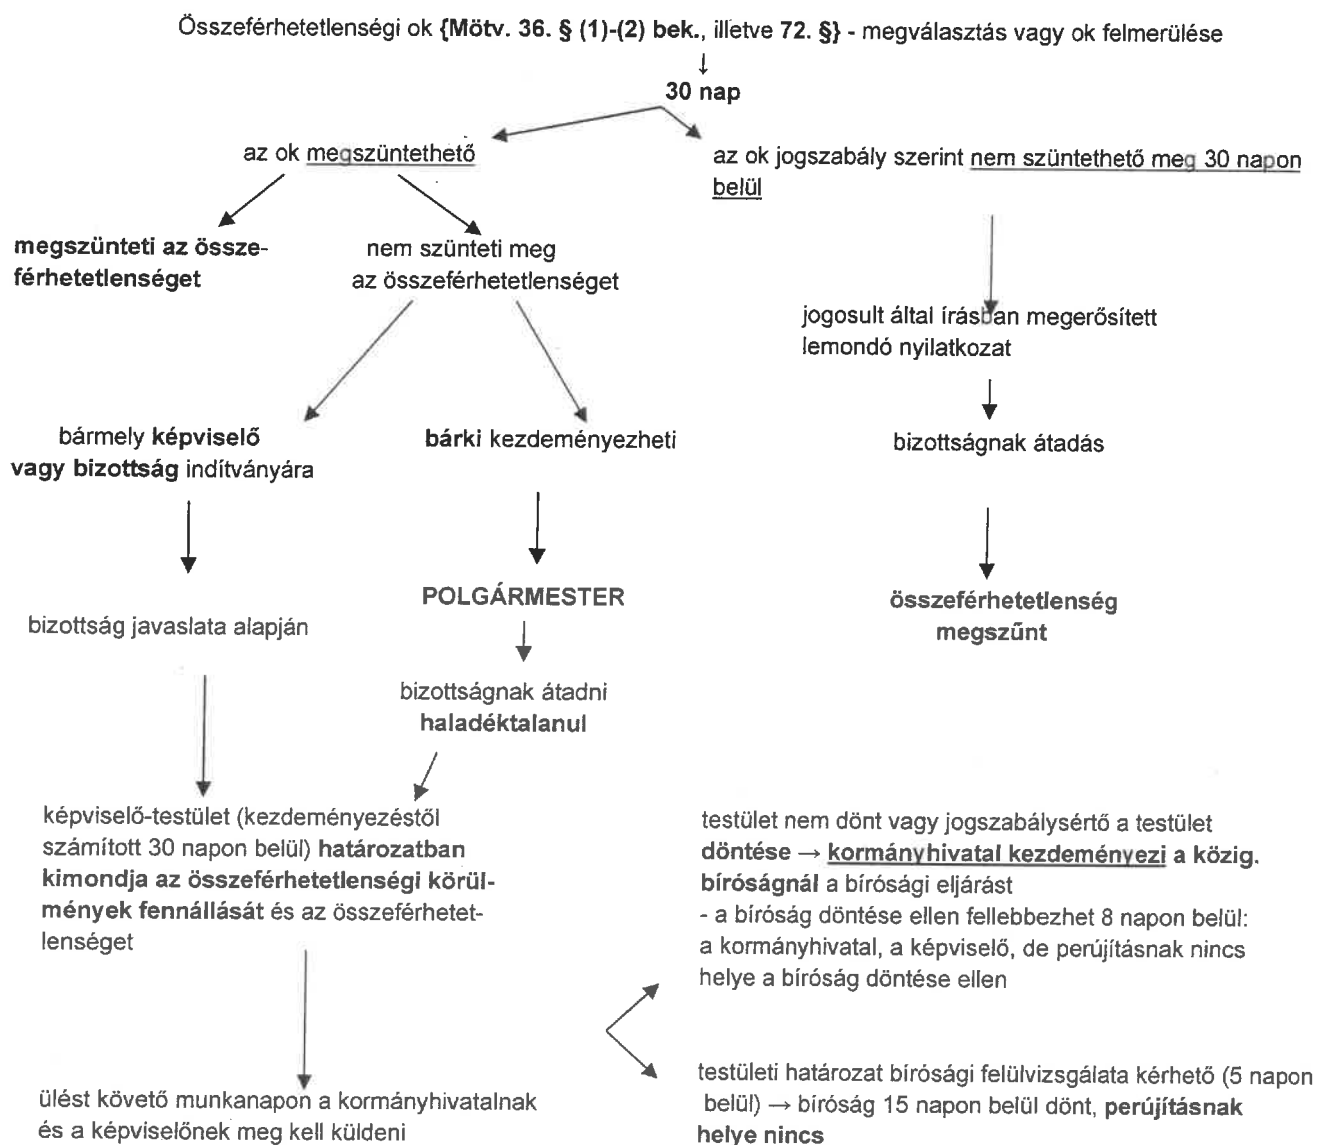 Összeférhetetlenségi ok {Mötv. 36. § (1)-(2) bek., illetve 72. §} - megválasztás vagy ok felmerülése
↓
30 nap
az ok megszüntethető
az ok jogszabály szerint nem szüntethető meg 30 napon
belül
megszünteti az össze-
férhetetlenséget
nem szünteti meg
az összeférhetetlenséget
jogosult által írásban megerősített
lemondó nyilatkozat
bármely képviselő
vagy bizottság indítványára
bárki kezdeményezheti
bizottságnak átadás
bizottság javaslata alapján
POLGÁRMESTER
összeférhetetlenség
megszűnt
bizottságnak átadni
haladéktalanul
képviselő-testület (kezdeményezéstől
számított 30 napon belül) határozatban
kimondja az összeférhetetlenségi körül-
mények fennállását és az összeférhetet-
lenséget
testület nem dönt vagy jogszabálysértő a testület
döntése → kormányhivatal kezdeményezi a közig.
bíróságnál a bírósági eljárást
- a bíróság döntése ellen fellebbezhet 8 napon belül:
a kormányhivatal, a képviselő, de perújításnak nincs
helye a bíróság döntése ellen
ülést követő munkanapon a kormányhivatalnak
és a képviselőnek meg kell küldeni
testületi határozat bírósági felülvizsgálata kérhető (5 napon
belül) → bíróság 15 napon belül dönt, perújításnak
helye nincs